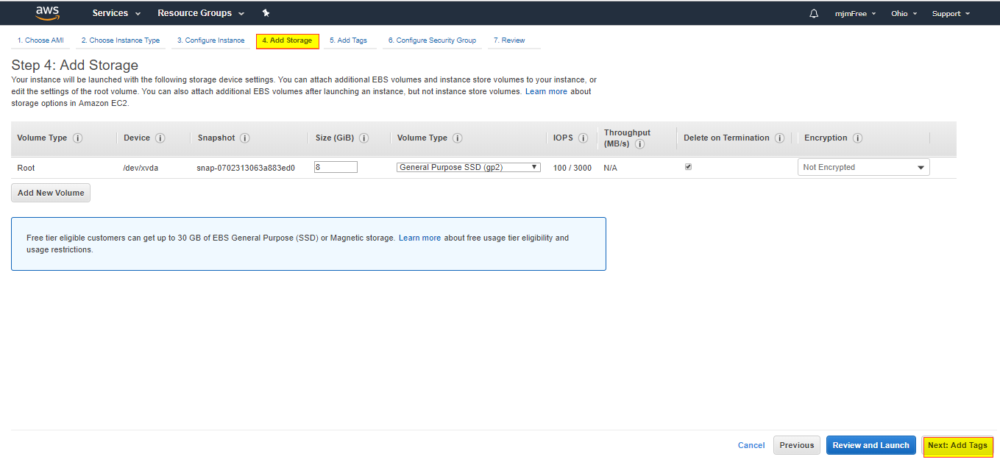 aws Services Resource Groups mjmFree Ohio Support
1. Choose AMI 2. Choose Instance Type 3. Configure Instance 4. Add Storage 5. Add Tags 6. Configure Security Group 7. Review
Step 4: Add Storage
Your instance will be launched with the following storage device settings. You can attach additional EBS volumes and instance store volumes to your instance, or
edit the settings of the root volume. You can also attach additional EBS volumes after launching an instance, but not instance store volumes. Learn more about
storage options in Amazon EC2.
Volume Type i Device i Snapshot i Size (GiB) i Volume Type i IOPS i Throughput (MB/s) i Delete on Termination i Encryption i
Root /dev/xvda snap-0702313063a883ed0 8 General Purpose SSD (gp2) 100 / 3000 N/A Not Encrypted
Add New Volume
Free tier eligible customers can get up to 30 GB of EBS General Purpose (SSD) or Magnetic storage. Learn more about free usage tier eligibility and
usage restrictions.
Cancel Previous Review and Launch Next: Add Tags